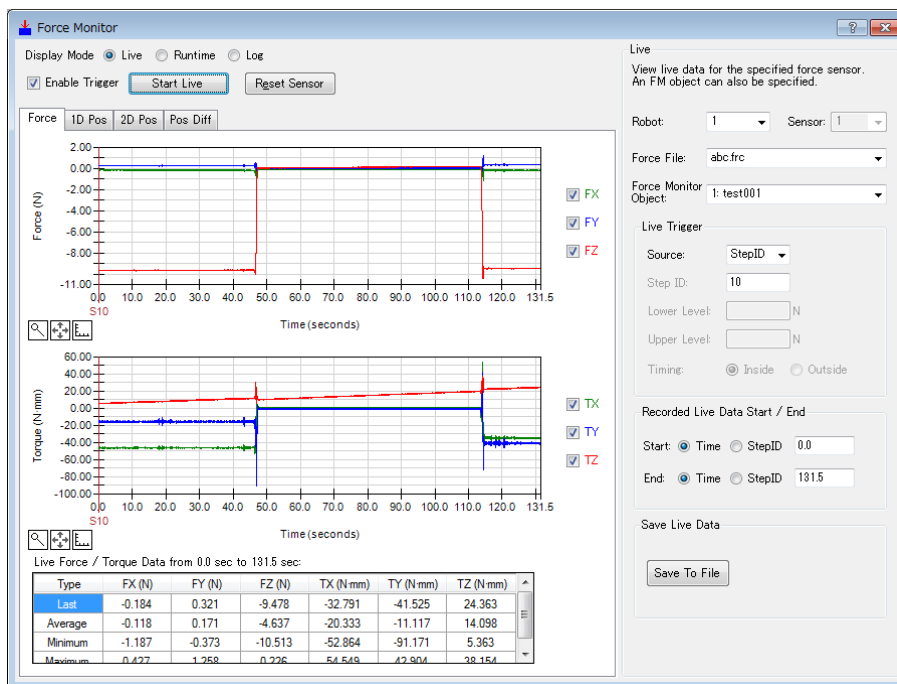 Force Monitor
Display Mode Live Runtime Log
Enable Trigger Start Live Reset Sensor
Force 1D Pos 2D Pos Pos Diff
2.00
0.00
-2.00
-4.00
-6.00
-8.00
-11.00
Force (N)
0.0 10.0 20.0 30.0 40.0 50.0 60.0 70.0 80.0 90.0 100.0 110.0 120.0 131.5
S10
Time (seconds)
FX
FY
FZ
60.00
40.00
20.00
0.00
-20.00
-40.00
-60.00
-80.00
-100.00
Torque (N·mm)
0.0 10.0 20.0 30.0 40.0 50.0 60.0 70.0 80.0 90.0 100.0 110.0 120.0 131.5
S10
Time (seconds)
TX
TY
TZ
Live Force / Torque Data from 0.0 sec to 131.5 sec:
Type FX (N) FY (N) FZ (N) TX (N·mm) TY (N·mm) TZ (N·mm)
Last -0.184 0.321 -9.478 -32.791 -41.525 24.363
Average -0.118 0.171 -4.637 -20.333 -11.117 14.098
Minimum -1.187 -0.373 -10.513 -52.864 -91.171 5.363
Maximum 0.427 1.258 0.226 54.549 42.904 38.154
Live
View live data for the specified force sensor.
An FM object can also be specified.
Robot: 1 Sensor: 1
Force File: abc.frc
Force Monitor
Object: 1: test001
Live Trigger
Source: StepID
Step ID: 10
Lower Level: N
Upper Level: N
Timing: Inside Outside
Recorded Live Data Start / End
Start: Time StepID 0.0
End: Time StepID 131.5
Save Live Data
Save To File